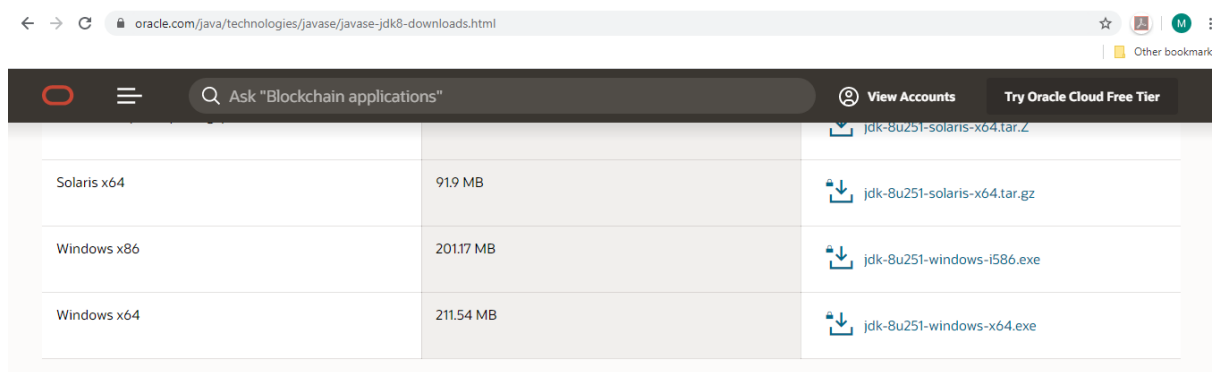 oracle.com/java/technologies/javase/javase-jdk8-downloads.html
M
Other bookmark
Ask "Blockchain applications"
View Accounts
Try Oracle Cloud Free Tier
jdk-8u251-solaris-x64.tar.Z
Solaris x64 91.9 MB jdk-8u251-solaris-x64.tar.gz
Windows x86 201.17 MB jdk-8u251-windows-i586.exe
Windows x64 211.54 MB jdk-8u251-windows-x64.exe